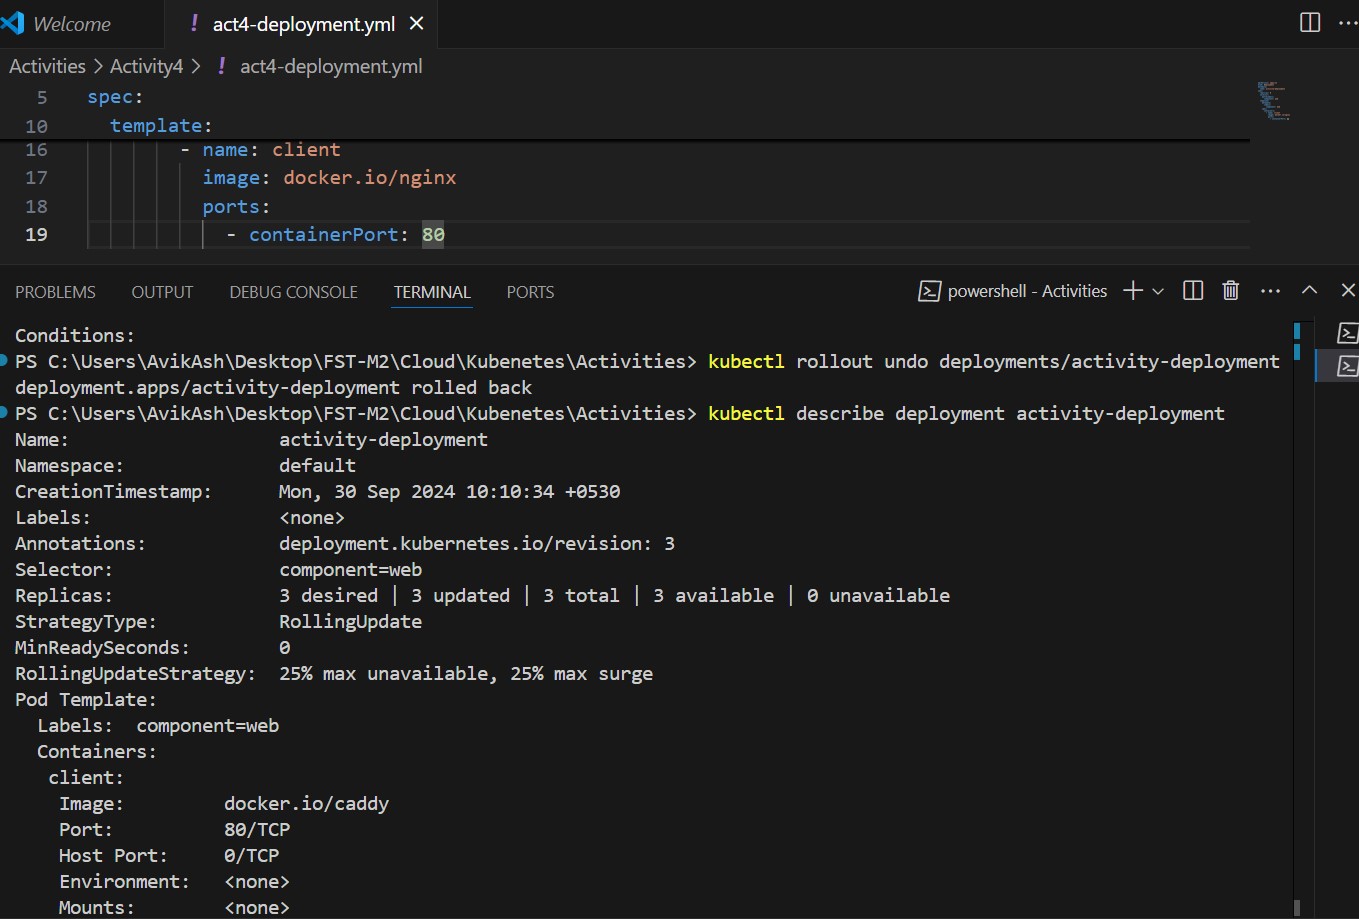 Welcome
! act4-deployment.yml ×
Activities > Activity4 > ! act4-deployment.yml
5 spec:
10 template:
16 - name: client
17 image: docker.io/nginx
18 ports:
19 - containerPort: 80
PROBLEMS OUTPUT DEBUG CONSOLE TERMINAL PORTS powershell - Activities
Conditions:
PS C:\Users\AvikAsh\Desktop\FST-M2\Cloud\Kubenetes\Activities> kubectl rollout undo deployments/activity-deployment
deployment.apps/activity-deployment rolled back
PS C:\Users\AvikAsh\Desktop\FST-M2\Cloud\Kubenetes\Activities> kubectl describe deployment activity-deployment
Name: activity-deployment
Namespace: default
CreationTimestamp: Mon, 30 Sep 2024 10:10:34 +0530
Labels: <none>
Annotations: deployment.kubernetes.io/revision: 3
Selector: component=web
Replicas: 3 desired | 3 updated | 3 total | 3 available | 0 unavailable
StrategyType: RollingUpdate
MinReadySeconds: 0
RollingUpdateStrategy: 25% max unavailable, 25% max surge
Pod Template:
Labels: component=web
Containers:
client:
Image: docker.io/caddy
Port: 80/TCP
Host Port: 0/TCP
Environment: <none>
Mounts: <none>